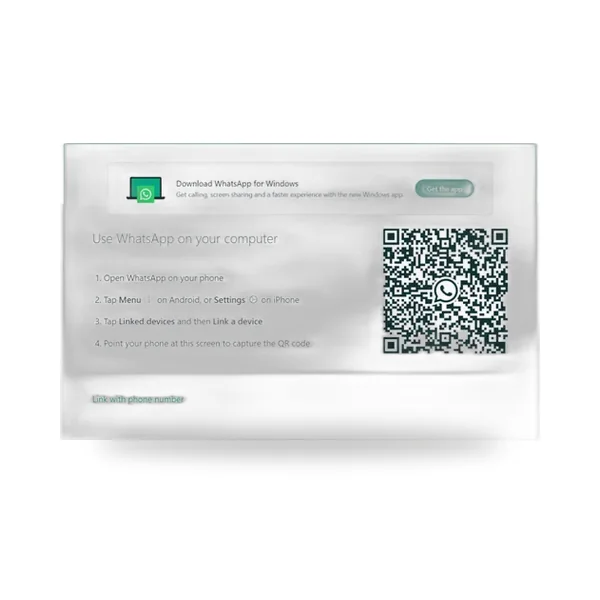 Download WhatsApp for Windows
Get calling, screen sharing and a faster experience with the new Windows app.
Get the app
Use WhatsApp on your computer
1. Open WhatsApp on your phone
2. Tap Menu on Android, or Settings on iPhone
3. Tap Linked devices and then Link a device
4. Point your phone at this screen to capture the QR code
Link with phone number